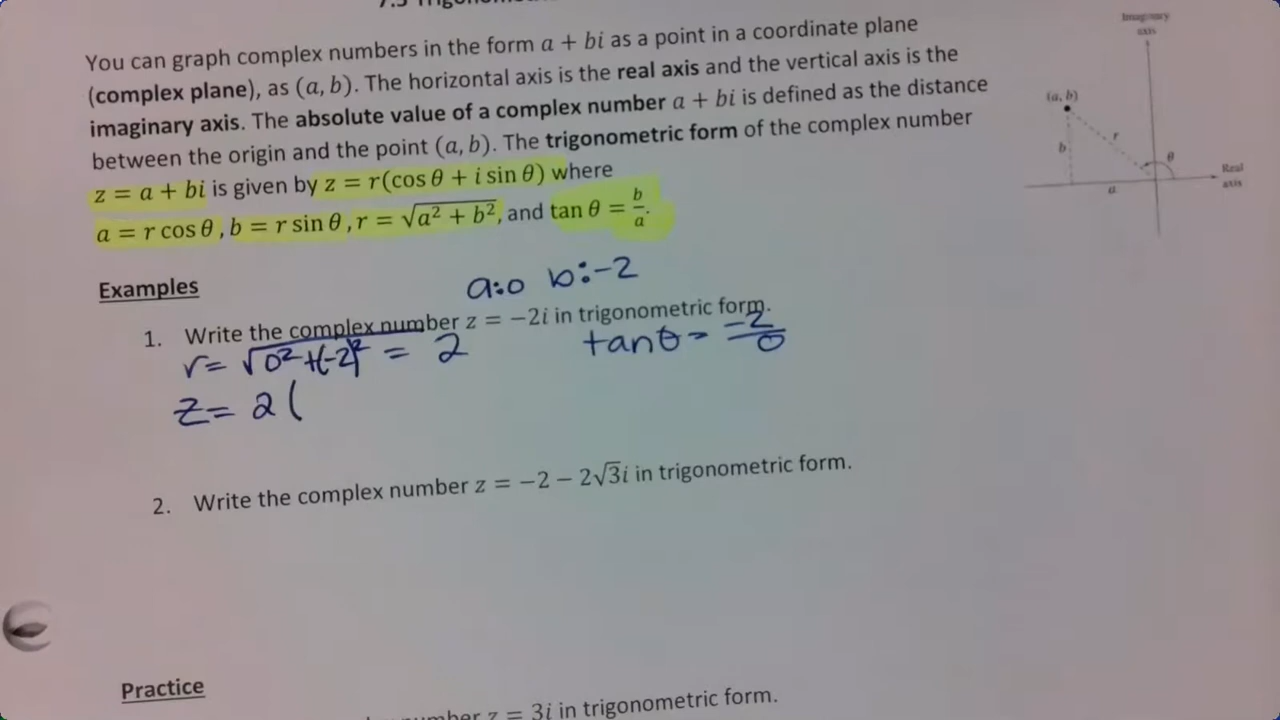 You can graph complex numbers in the form a + bi as a point in a coordinate plane
(complex plane), as (a, b). The horizontal axis is the real axis and the vertical axis is the
imaginary axis. The absolute value of a complex number a + bi is defined as the distance
between the origin and the point (a, b). The trigonometric form of the complex number
z = a + bi is given by z = r(cos θ + i sin θ) where
a = r cos θ , b = r sin θ , r = √(a² + b²), and tan θ = b/a.
Imaginary
axis
(a, b)
b
r
θ
a
Real
axis
Examples
a:0 b:-2
1. Write the complex number z = −2i in trigonometric form.
r = √(0²+(-2)²) = 2 tanθ = -2/0
z = 2(
2. Write the complex number z = −2 − 2√3i in trigonometric form.
Practice
number z = 3i in trigonometric form.